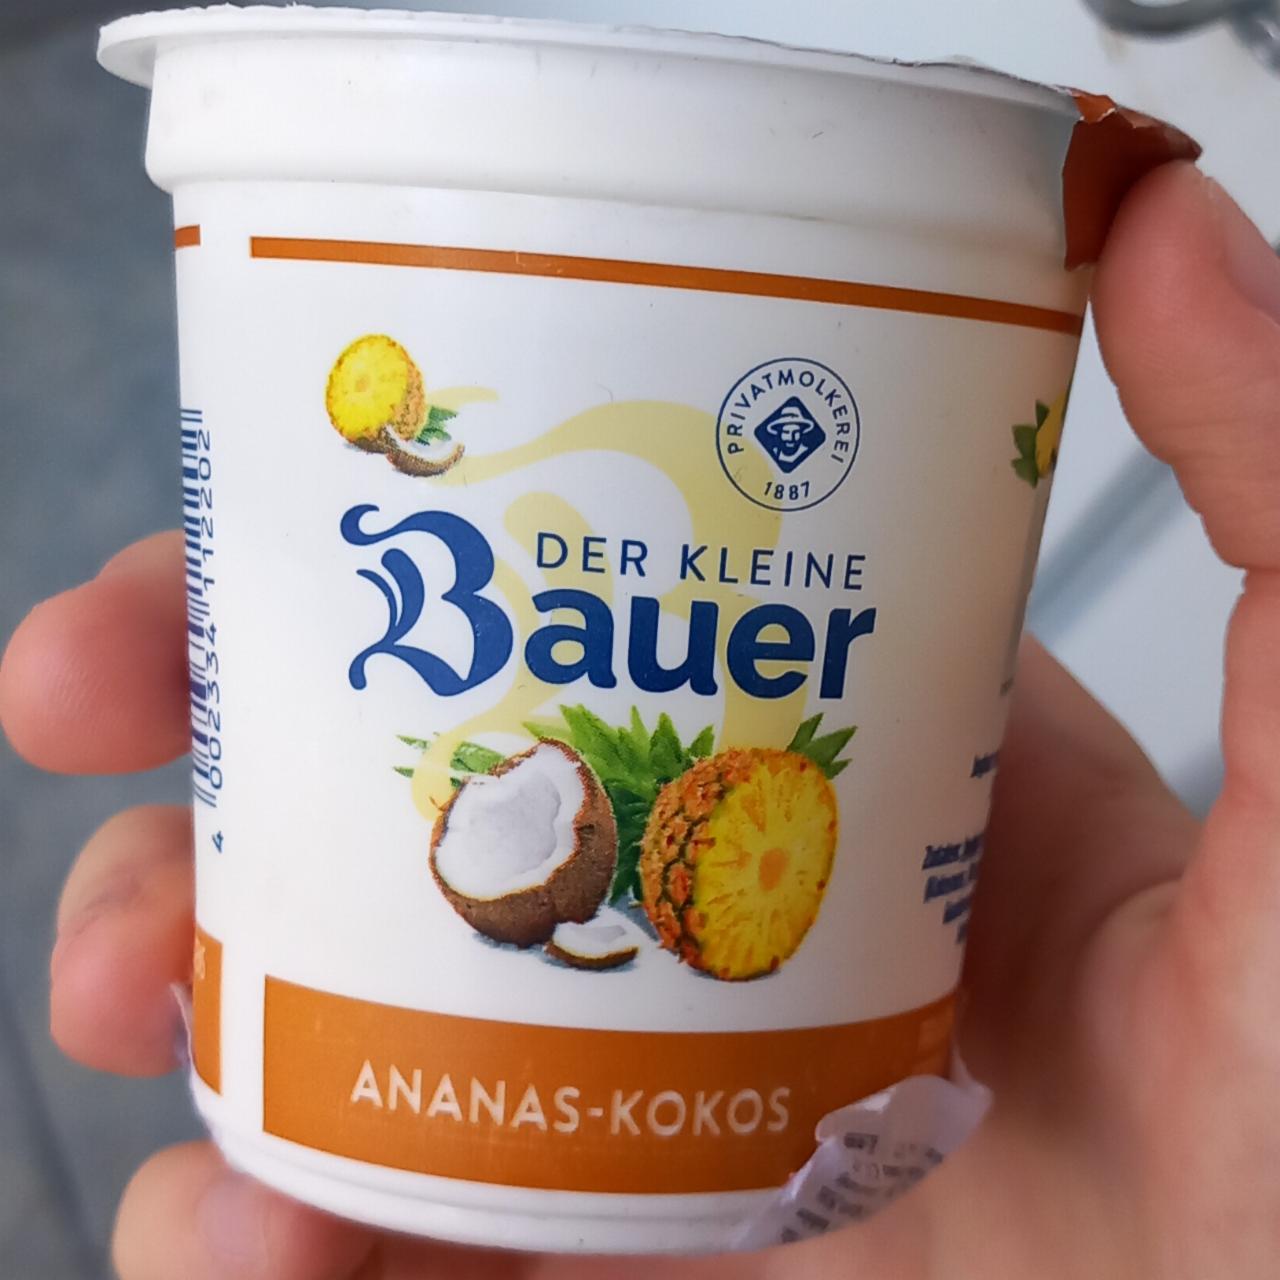 PRIVATMOLKEREI
1887
DER KLEINE
Bauer
ANANAS-KOKOS
4 002334 112202